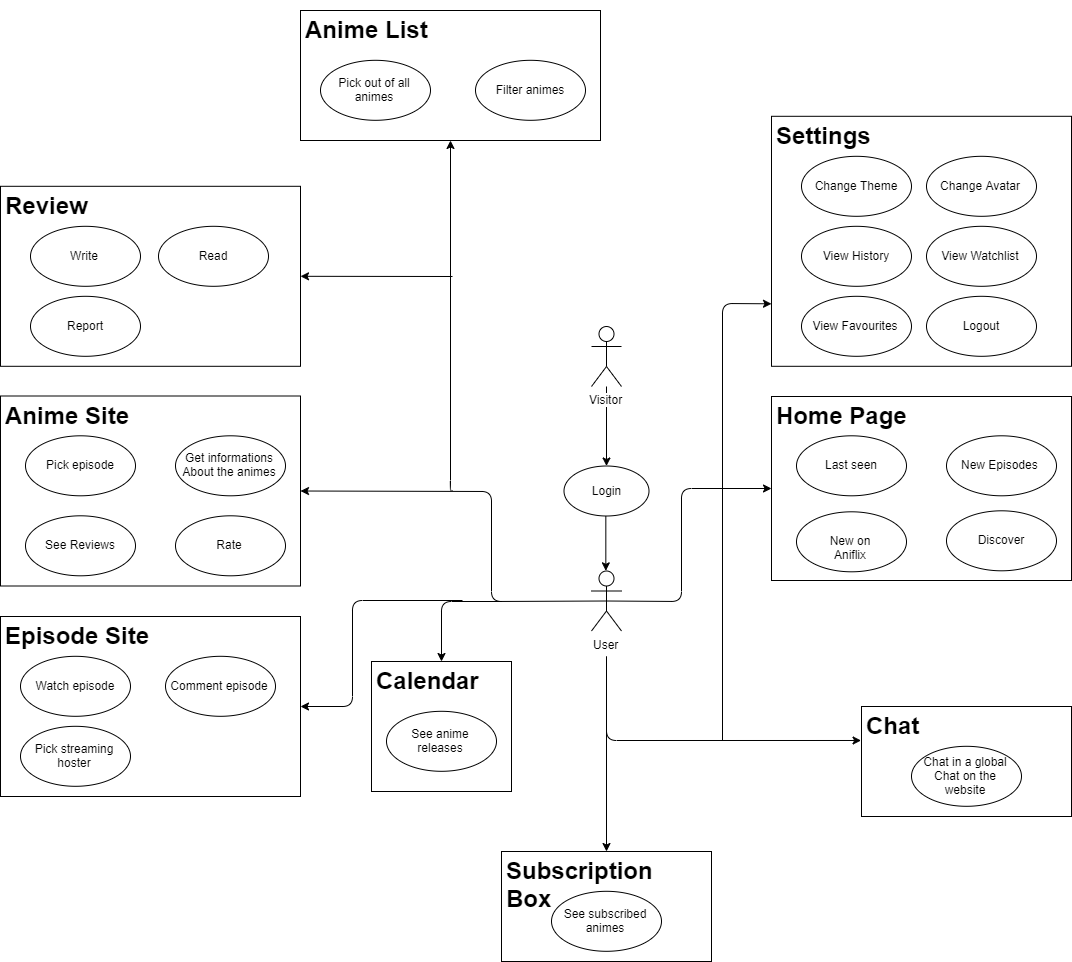 Anime List
Pick out of all
animes
Filter animes
Settings
Change Theme
Change Avatar
View History
View Watchlist
View Favourites
Logout
Review
Write
Read
Report
Visitor
Anime Site
Pick episode
Get informations
About the animes
See Reviews
Rate
Login
Home Page
Last seen
New Episodes
New on
Aniflix
Discover
User
Episode Site
Watch episode
Comment episode
Pick streaming
hoster
Calendar
See anime
releases
Chat
Chat in a global
Chat on the
website
Subscription
Box
See subscribed
animes